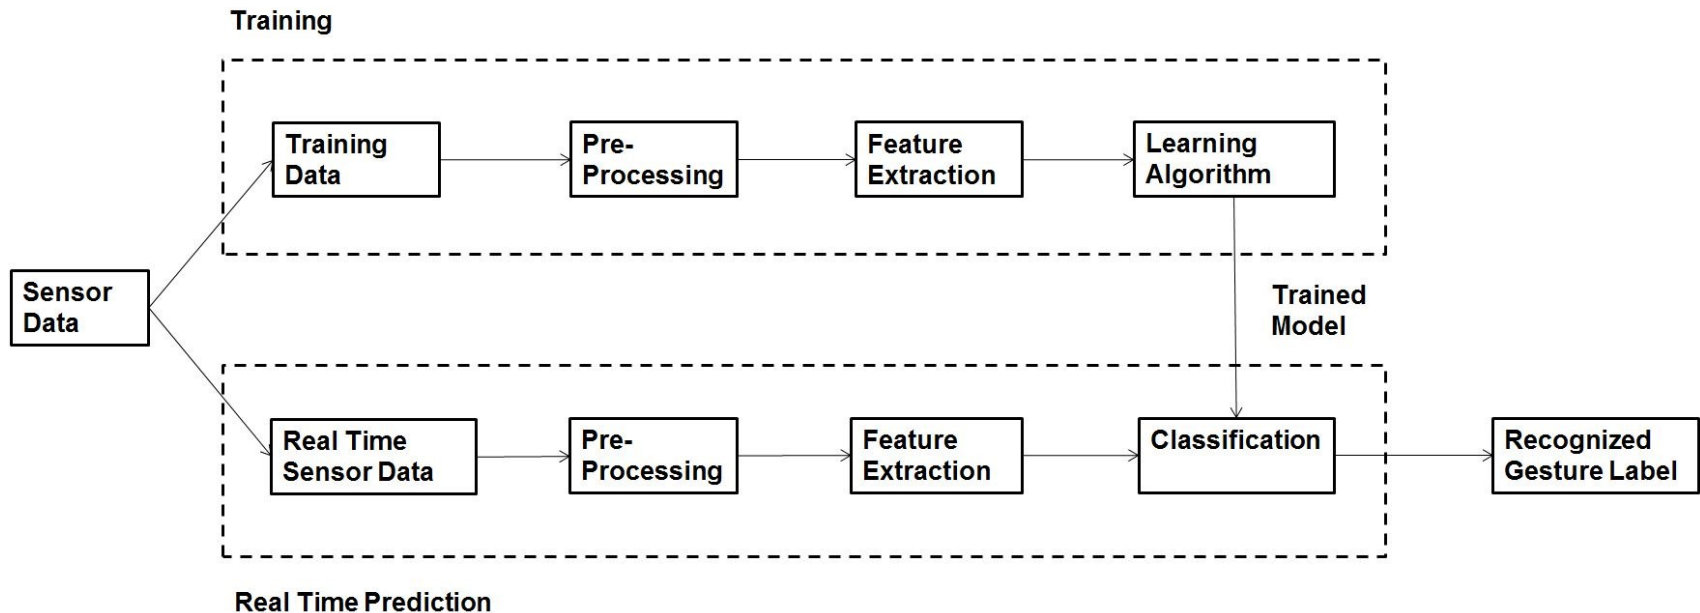 Training
Training
Data
Pre-
Processing
Feature
Extraction
Learning
Algorithm
Sensor
Data
Trained
Model
Real Time
Sensor Data
Pre-
Processing
Feature
Extraction
Classification
Recognized
Gesture Label
Real Time Prediction